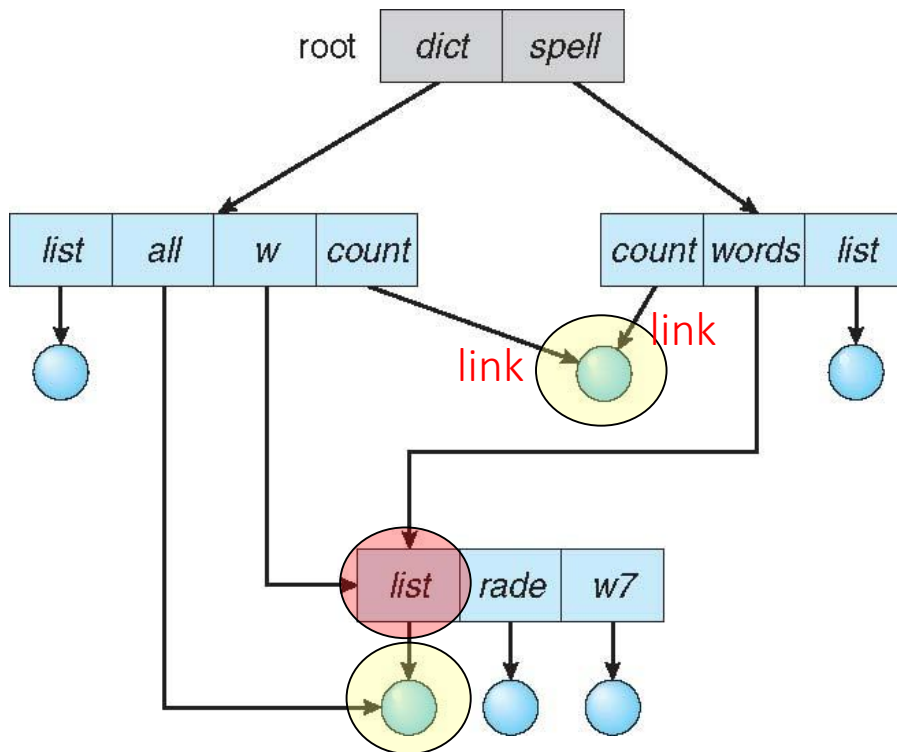 root dict spell
list all w count count words list
link link
list rade w7